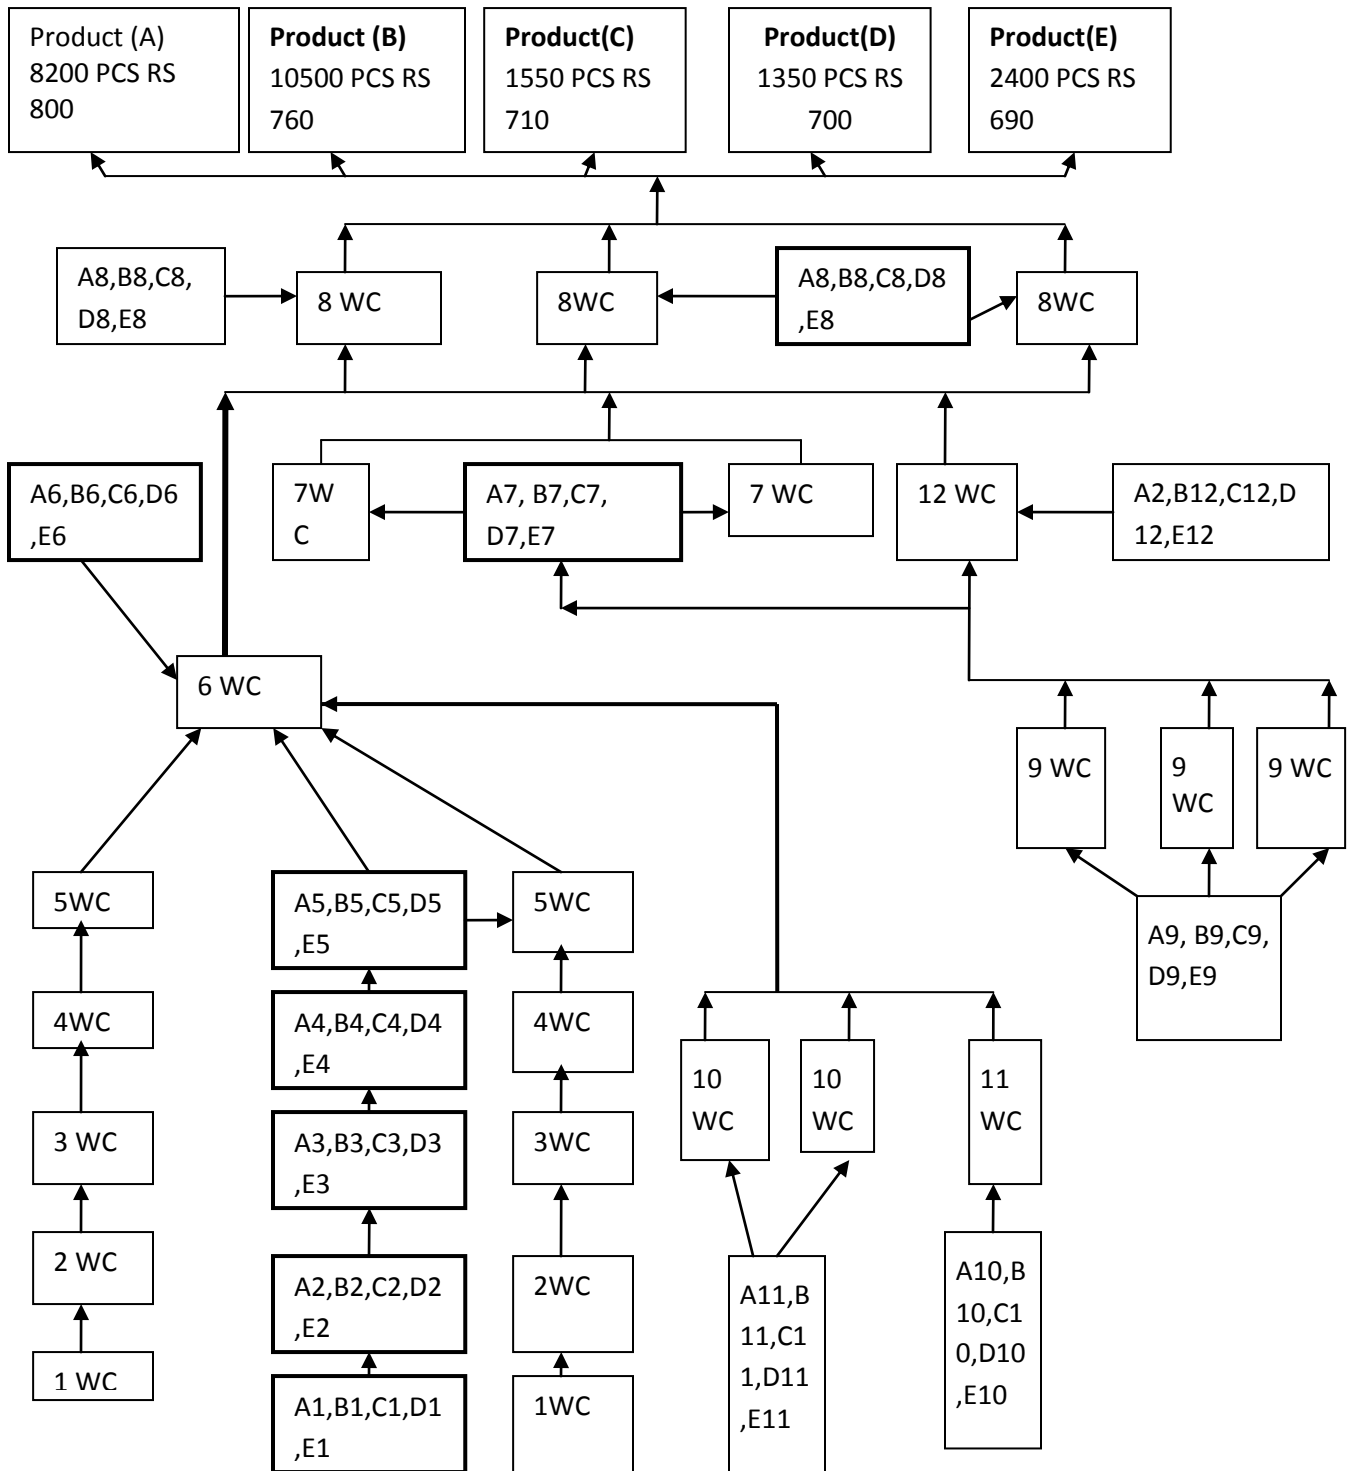 Product (A)
8200 PCS RS
800
Product (B)
10500 PCS RS
760
Product(C)
1550 PCS RS
710
Product(D)
1350 PCS RS
700
Product(E)
2400 PCS RS
690
A8,B8,C8,
D8,E8
8 WC
8WC
A8,B8,C8,D8
,E8
8WC
A6,B6,C6,D6
,E6
7W
C
A7, B7,C7,
D7,E7
7 WC
12 WC
A2,B12,C12,D
12,E12
6 WC
9 WC
9
WC
9 WC
5WC
A5,B5,C5,D5
,E5
5WC
A9, B9,C9,
D9,E9
4WC
A4,B4,C4,D4
,E4
4WC
10
WC
10
WC
11
WC
3 WC
A3,B3,C3,D3
,E3
3WC
2 WC
A2,B2,C2,D2
,E2
2WC
A11,B
11,C1
1,D11
,E11
A10,B
10,C1
0,D10
,E10
1 WC
A1,B1,C1,D1
,E1
1WC